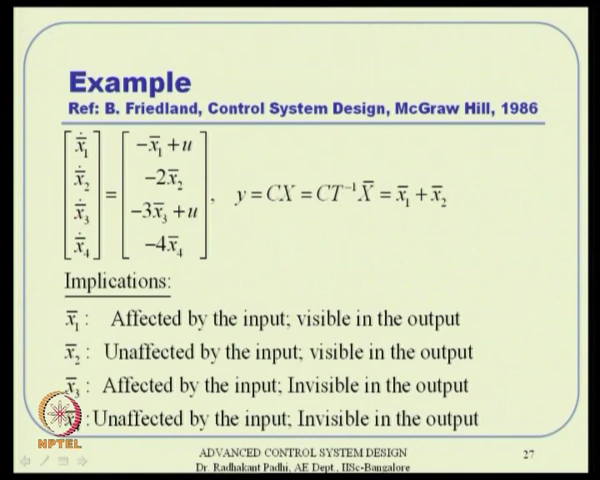 Example
Ref: B. Friedland, Control System Design, McGraw Hill, 1986
[ẋ̄₁ ẋ̄₂ ẋ̄₃ ẋ̄₄] = [−x̄₁ + u −2x̄₂ −3x̄₃ + u −4x̄₄], y = CX = CT⁻¹X̄ = x̄₁ + x̄₂
Implications:
x̄₁ : Affected by the input; visible in the output
x̄₂ : Unaffected by the input; visible in the output
x̄₃ : Affected by the input; Invisible in the output
: Unaffected by the input; Invisible in the output
NPTEL
ADVANCED CONTROL SYSTEM DESIGN
Dr. Radhakant Padhi, AE Dept., IISc-Bangalore
27